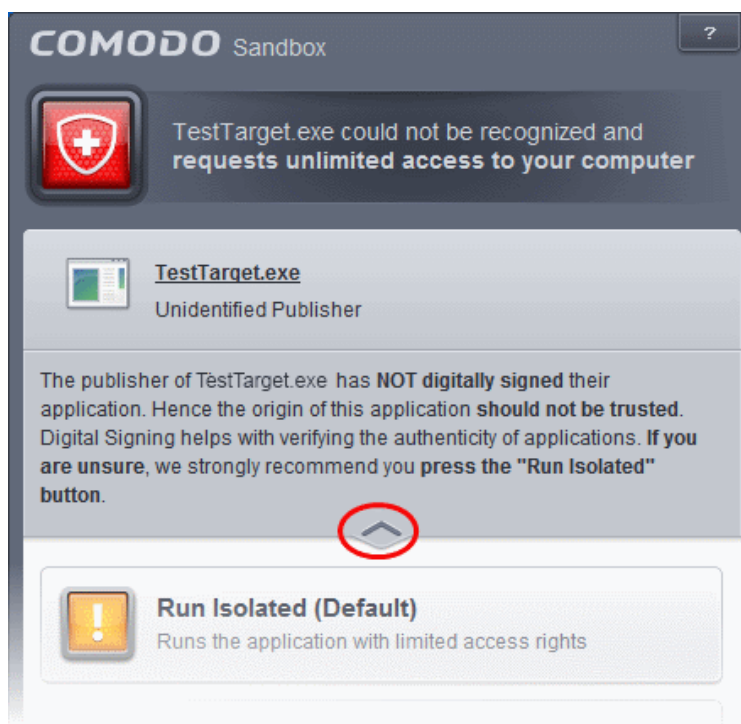 COMODO Sandbox
?
TestTarget.exe could not be recognized and
requests unlimited access to your computer
TestTarget.exe
Unidentified Publisher
The publisher of TestTarget.exe has NOT digitally signed their
application. Hence the origin of this application should not be trusted.
Digital Signing helps with verifying the authenticity of applications. If you
are unsure, we strongly recommend you press the "Run Isolated"
button.
Run Isolated (Default)
Runs the application with limited access rights